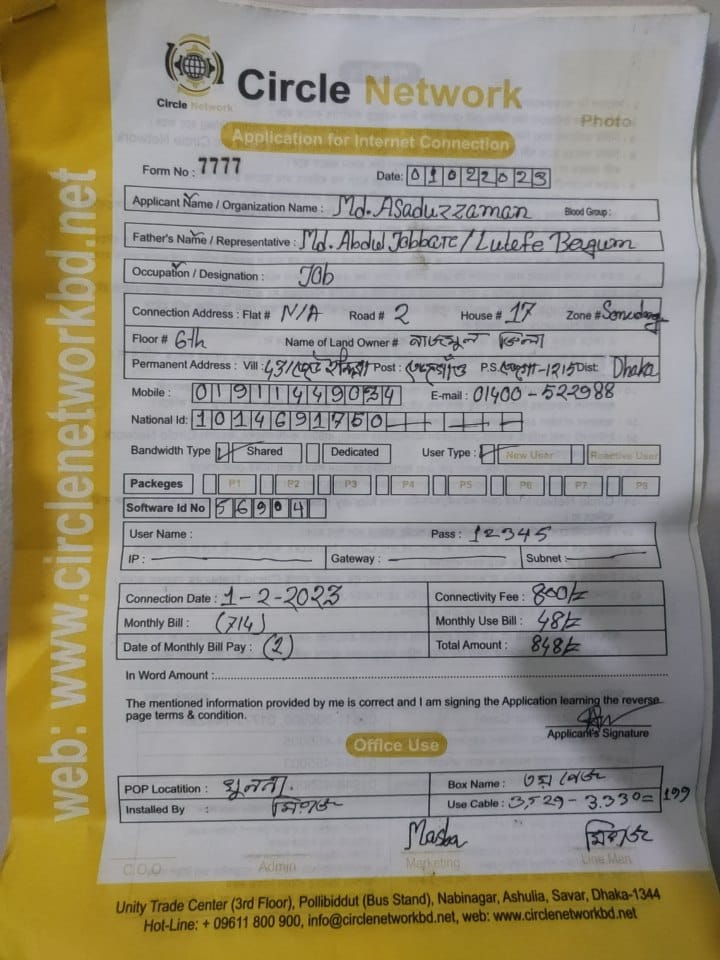 Circle Network
Circle Network
Photo
Application for Internet Connection
Form No : 7777
Date: 01022023
Applicant Name / Organization Name : Md. ASaduzzaman Blood Group :
Father's Name / Representative : Md. Abdul Jabbar / Lutefe Begum
Occupation / Designation : Job
Connection Address : Flat # N/A Road # 2 House # 17 Zone #
Floor # 6th Name of Land Owner #
Permanent Address : Vill : Post : P.S -1215 Dist: Dhaka
Mobile : 01911449034 E-mail : 01400-522988
National Id: 1014691750
Bandwidth Type Shared Dedicated User Type : New User Reactive User
Packeges P1 P2 P3 P4 P5 P6 P7 P8
Software Id No 56904
User Name : Pass : 12345
IP : Gateway : Subnet :
Connection Date : 1-2-2023 Connectivity Fee : 800/=
Monthly Bill : (714) Monthly Use Bill : 48/=
Date of Monthly Bill Pay : (2) Total Amount : 848/=
In Word Amount :
The mentioned information provided by me is correct and I am signing the Application learning the reverse
page terms & condition.
Applicant's Signature
Office Use
POP Locatition : খুলনা. Box Name :
Installed By : মিরাজ Use Cable : 3,529 - 3.330 = 199
Masba মিরাজ
C.O.O Admin Marketing Line Man
Unity Trade Center (3rd Floor), Pollibiddut (Bus Stand), Nabinagar, Ashulia, Savar, Dhaka-1344
Hot-Line: + 09611 800 900, info@circlenetworkbd.net, web: www.circlenetworkbd.net
web: www.circlenetworkbd.net